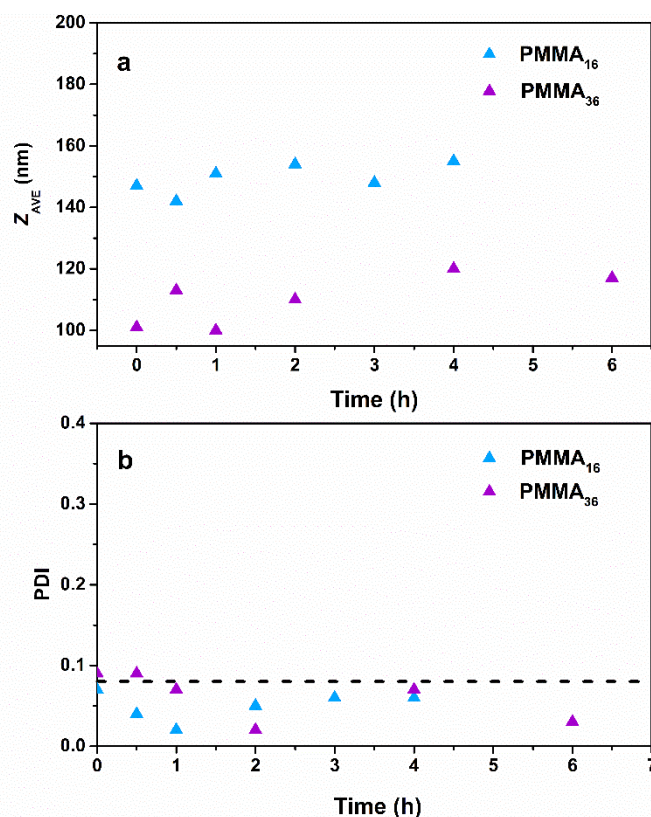 200
a
PMMA₁₆
180
PMMA₃₆
160
140
120
100
Z_AVE (nm)
0 1 2 3 4 5 6
Time (h)
0.4
b
PMMA₁₆
PMMA₃₆
0.3
0.2
0.1
0.0
PDI
0 1 2 3 4 5 6 7
Time (h)